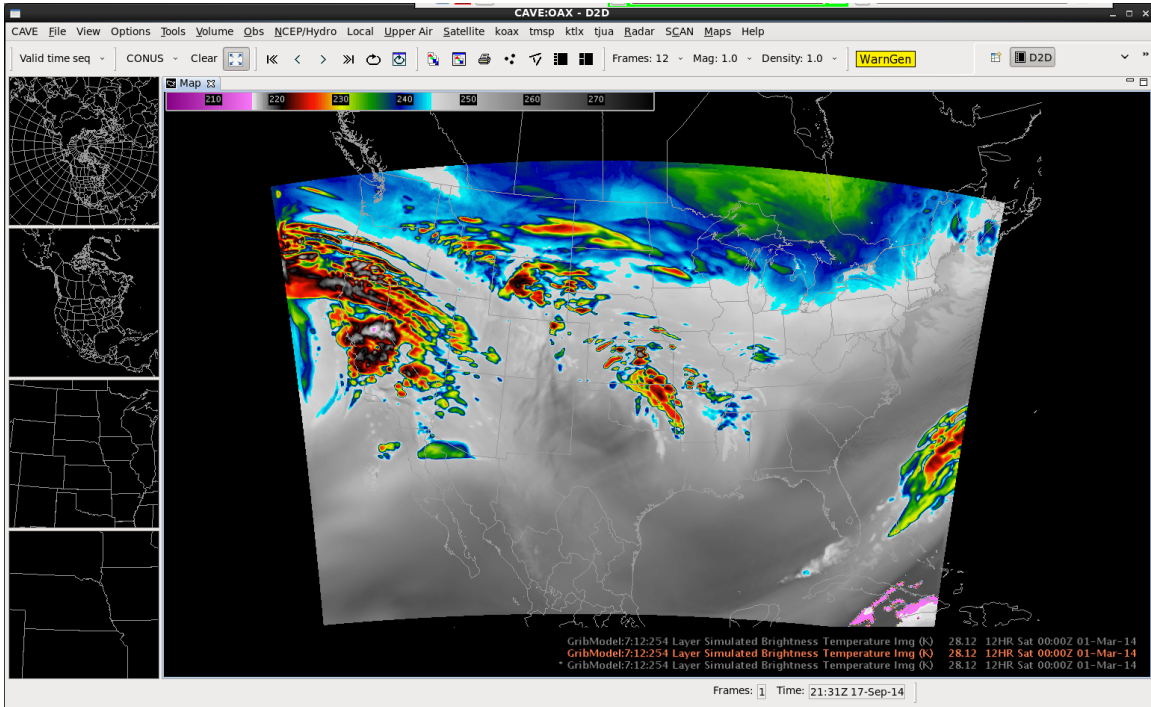 CAVE:OAX - D2D
CAVE File View Options Tools Volume Obs NCEP/Hydro Local Upper Air Satellite koax tmsp ktlx tjua Radar SCAN Maps Help
Valid time seq CONUS Clear Frames: 12 Mag: 1.0 Density: 1.0 WarnGen D2D
Map
210 220 230 240 250 260 270
GribModel:7:12:254 Layer Simulated Brightness Temperature Img (K) 28.12 12HR Sat 00:00Z 01-Mar-14
GribModel:7:12:254 Layer Simulated Brightness Temperature Img (K) 28.12 12HR Sat 00:00Z 01-Mar-14
* GribModel:7:12:254 Layer Simulated Brightness Temperature Img (K) 28.12 12HR Sat 00:00Z 01-Mar-14
Frames: 1 Time: 21:31Z 17-Sep-14